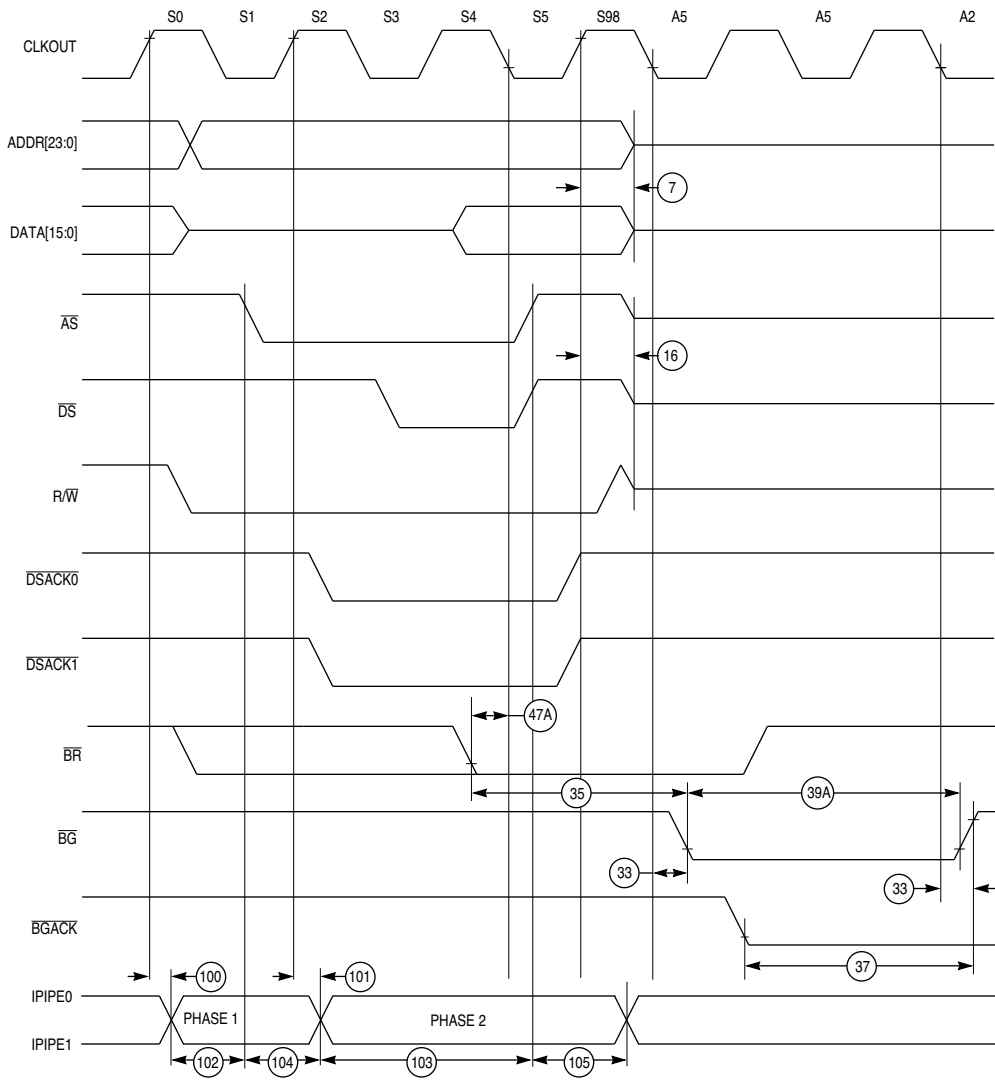 S0 S1 S2 S3 S4 S5 S98 A5 A5 A2
CLKOUT
ADDR[23:0]
7
DATA[15:0]
AS
16
DS
R/W
DSACK0
DSACK1
47A
BR
35 39A
BG
33 33
BGACK
37
100 101
IPIPE0
PHASE 1 PHASE 2
IPIPE1
102 104 103 105